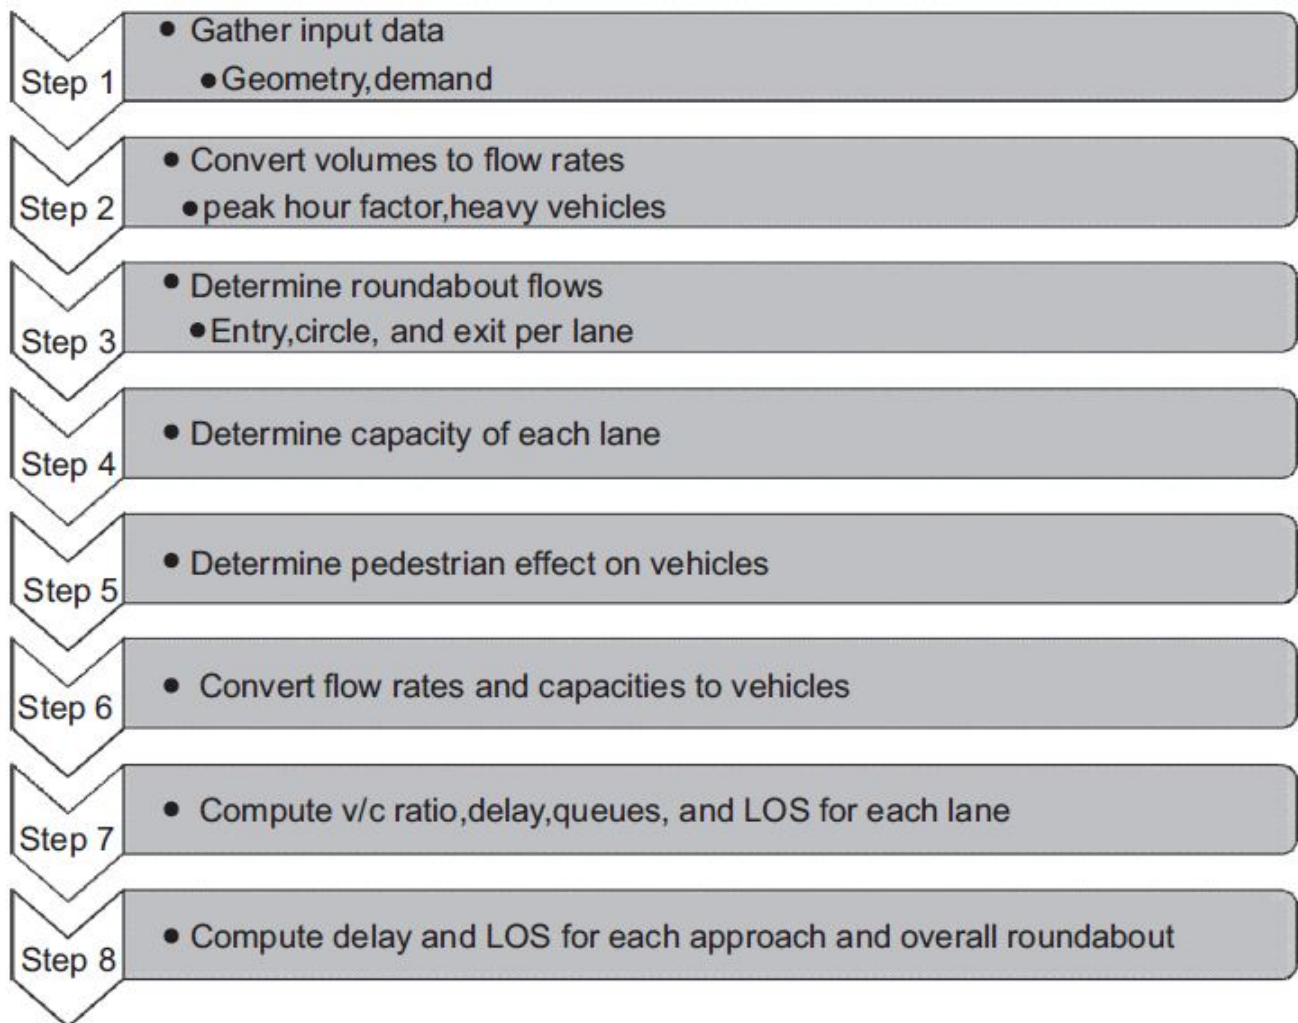 Step 1
• Gather input data
• Geometry,demand
Step 2
• Convert volumes to flow rates
• peak hour factor,heavy vehicles
Step 3
• Determine roundabout flows
• Entry,circle, and exit per lane
Step 4
• Determine capacity of each lane
Step 5
• Determine pedestrian effect on vehicles
Step 6
• Convert flow rates and capacities to vehicles
Step 7
• Compute v/c ratio,delay,queues, and LOS for each lane
Step 8
• Compute delay and LOS for each approach and overall roundabout